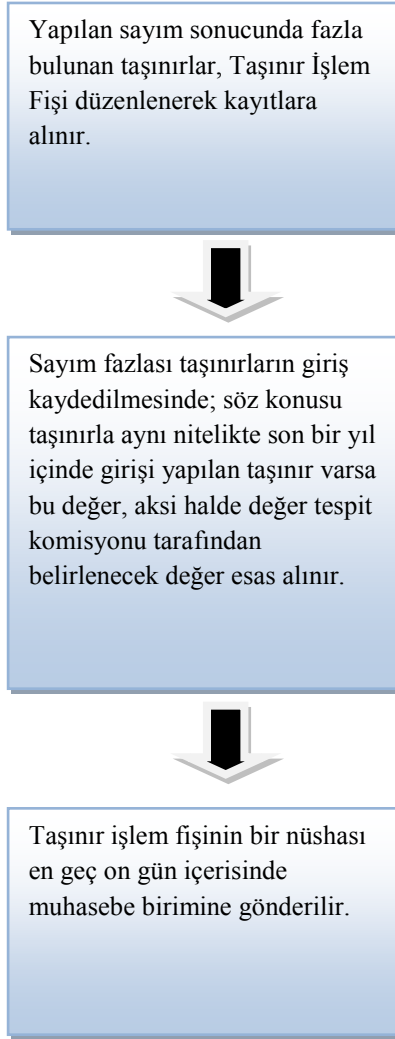 Yapılan sayım sonucunda fazla
bulunan taşınırlar, Taşınır İşlem
Fişi düzenlenerek kayıtlara
alınır.
Sayım fazlası taşınırların giriş
kaydedilmesinde; söz konusu
taşınırla aynı nitelikte son bir yıl
içinde girişi yapılan taşınır varsa
bu değer, aksi halde değer tespit
komisyonu tarafından
belirlenecek değer esas alınır.
Taşınır işlem fişinin bir nüshası
en geç on gün içerisinde
muhasebe birimine gönderilir.